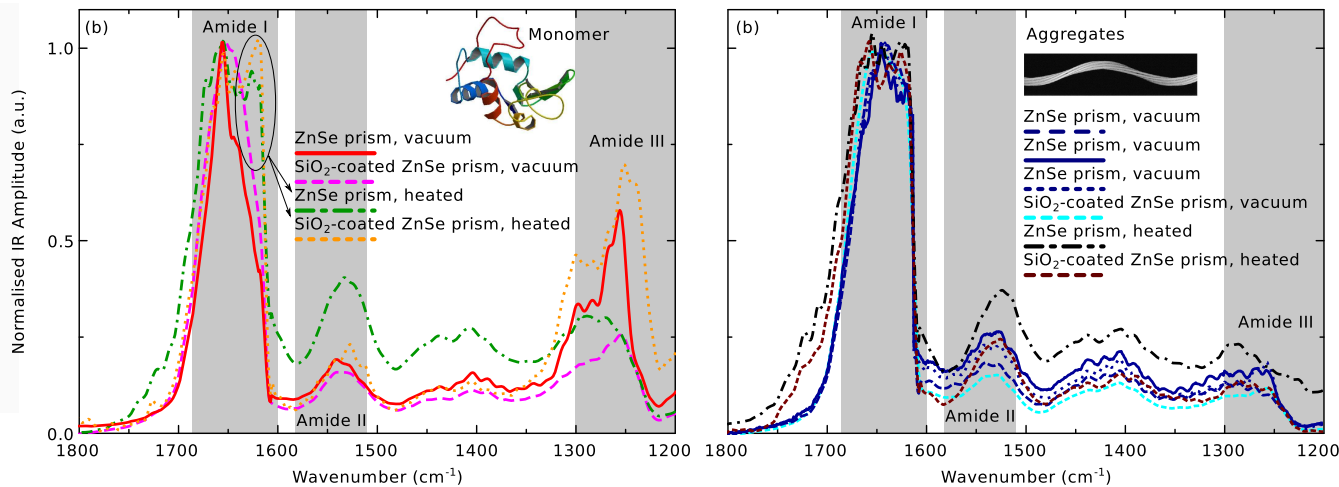 (b)
Amide I
Monomer
ZnSe prism, vacuum
SiO₂-coated ZnSe prism, vacuum
ZnSe prism, heated
SiO₂-coated ZnSe prism, heated
Amide III
Amide II
1.0
0.5
0.0
Normalised IR Amplitude (a.u.)
1800 1700 1600 1500 1400 1300 1200
Wavenumber (cm⁻¹)
(b)
Amide I
Aggregates
ZnSe prism, vacuum
ZnSe prism, vacuum
ZnSe prism, vacuum
SiO₂-coated ZnSe prism, vacuum
ZnSe prism, heated
SiO₂-coated ZnSe prism, heated
Amide III
Amide II
1800 1700 1600 1500 1400 1300 1200
Wavenumber (cm⁻¹)